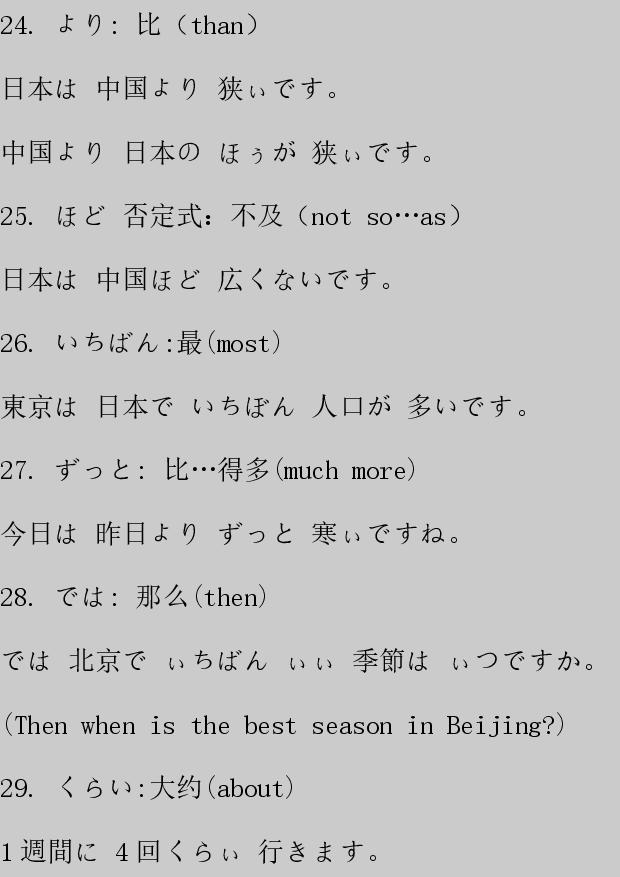 24. より: 比（than）
日本は 中国より 狭ぃです。
中国より 日本の ほぅが 狭ぃです。
25. ほど 否定式：不及（not so…as）
日本は 中国ほど 広くないです。
26. いちばん:最(most)
東京は 日本で いちぼん 人口が 多いです。
27. ずっと: 比…得多(much more)
今日は 昨日より ずっと 寒ぃですね。
28. では: 那么(then)
では 北京で ぃちばん ぃぃ 季節は ぃつですか。
(Then when is the best season in Beijing?)
29. くらい:大约(about)
1週間に 4回くらぃ 行きます。